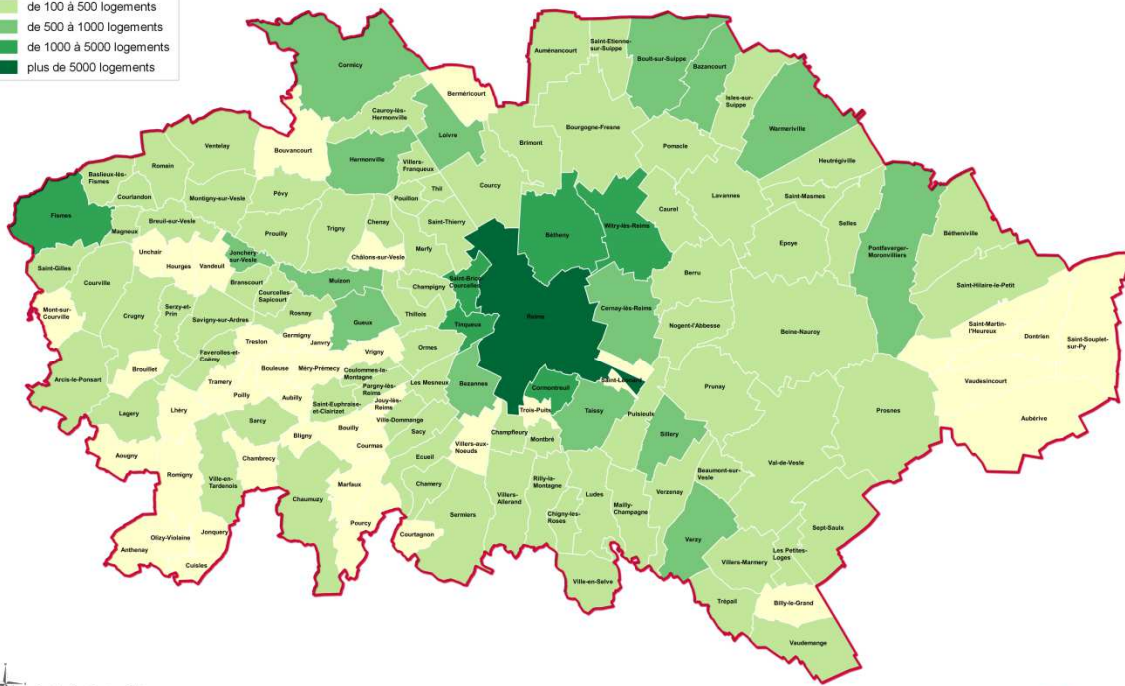 de 100 à 500 logements
de 500 à 1000 logements
de 1000 à 5000 logements
plus de 5000 logements
Auménancourt
Saint-Etienne-
sur-Suippe
Boult-sur-Suippe
Bazancourt
Isles-sur-
Suippe
Warmeriville
Cormicy
Berméricourt
Cauroy-lès-
Hermonville
Loivre
Bourgogne-Fresne
Brimont
Pomacle
Heutrégiville
Ventelay
Bouvancourt
Hermonville
Villers-
Franqueux
Romain
Baslieux-lès-
Fismes
Courlandon
Montigny-sur-Vesle
Pévy
Pouillon
Thil
Courcy
Lavannes
Saint-Masmes
Selles
Caurel
Bétheniville
Fismes
Magneux
Breuil-sur-Vesle
Prouilly
Trigny
Chenay
Saint-Thierry
Merfy
Bétheny
Witry-lès-Reims
Epoye
Pontfaverger-
Moronvilliers
Unchair
Hourges
Vandeuil
Jonchery
sur-Vesle
Châlons-sur-Vesle
Saint-Gilles
Courville
Branscourt
Courcelles-
Sapicourt
Muizon
Champigny
Saint-Brice
Courcelles
Berru
Saint-Hilaire-le-Petit
Mont-sur-
Courville
Crugny
Serzy-et-
Prin
Savigny-sur-Ardres
Rosnay
Gueux
Thillois
Tinqueux
Reims
Cernay-lès-Reims
Nogent-l'Abbesse
Beine-Nauroy
Saint-Martin-
l'Heureux
Dontrien
Saint-Souplet-
sur-Py
Treslon
Germigny
Janvry
Vrigny
Ormes
Faverolles-et-
Coëmy
Brouillet
Bouleuse
Méry-Prémecy
Coulommes-la-
Montagne
Pargny-lès-
Reims
Les Mesneux
Bezannes
Cormontreuil
Saint-Léonard
Arcis-le-Ponsart
Tramery
Poilly
Aubilly
Saint-Euphraise-
et-Clairizet
Jouy-lès-
Reims
Ville-Dommange
Trois-Puits
Taissy
Puisieulx
Prunay
Vaudesincourt
Prosnes
Aubérive
Lagery
Lhéry
Sarcy
Bligny
Bouilly
Courmas
Sacy
Ecueil
Villers-aux-
Noeuds
Champfleury
Montbré
Sillery
Aougny
Romigny
Chambrecy
Ville-en-
Tardenois
Chaumuzy
Marfaux
Chamery
Villers-
Allerand
Rilly-la-
Montagne
Ludes
Mailly-
Champagne
Verzenay
Beaumont-sur-
Vesle
Val-de-Vesle
Pourcy
Sermiers
Chigny-les-
Roses
Verzy
Sept-Saulx
Olizy-Violaine
Jonquery
Anthenay
Cuisles
Courtagnon
Villers-Marmery
Les Petites-
Loges
Ville-en-Selve
Trépail
Billy-le-Grand
Vaudemange